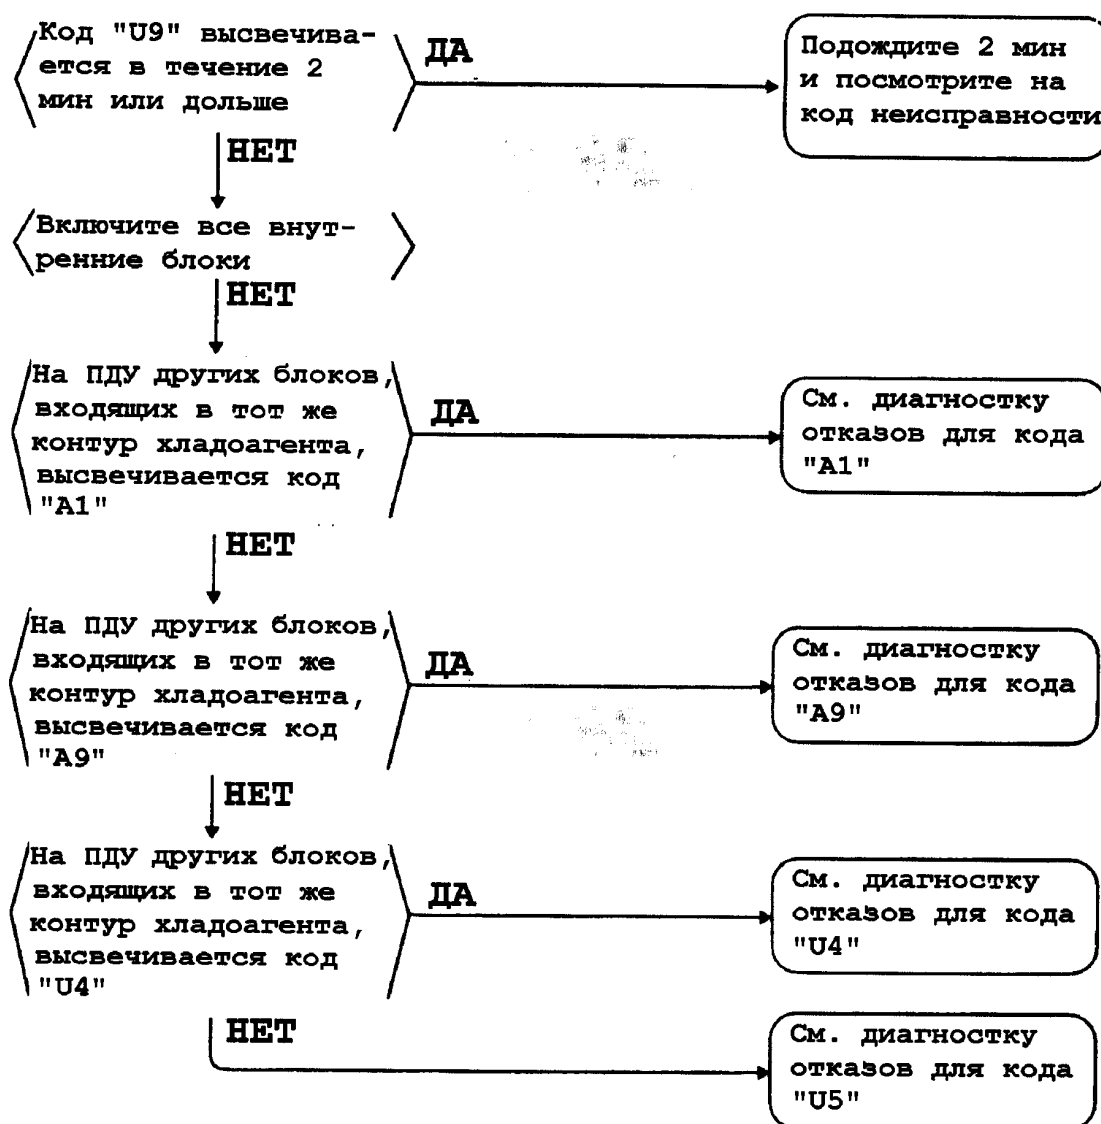 Код "U9" высвечива-
ется в течение 2
мин или дольше
ДА
Подождите 2 мин
и посмотрите на
код неисправности
НЕТ
Включите все внут-
ренние блоки
НЕТ
На ПДУ других блоков,
входящих в тот же
контур хладоагента,
высвечивается код
"A1"
ДА
См. диагностку
отказов для кода
"A1"
НЕТ
На ПДУ других блоков,
входящих в тот же
контур хладоагента,
высвечивается код
"A9"
ДА
См. диагностку
отказов для кода
"A9"
НЕТ
На ПДУ других блоков,
входящих в тот же
контур хладоагента,
высвечивается код
"U4"
ДА
См. диагностку
отказов для кода
"U4"
НЕТ
См. диагностку
отказов для кода
"U5"